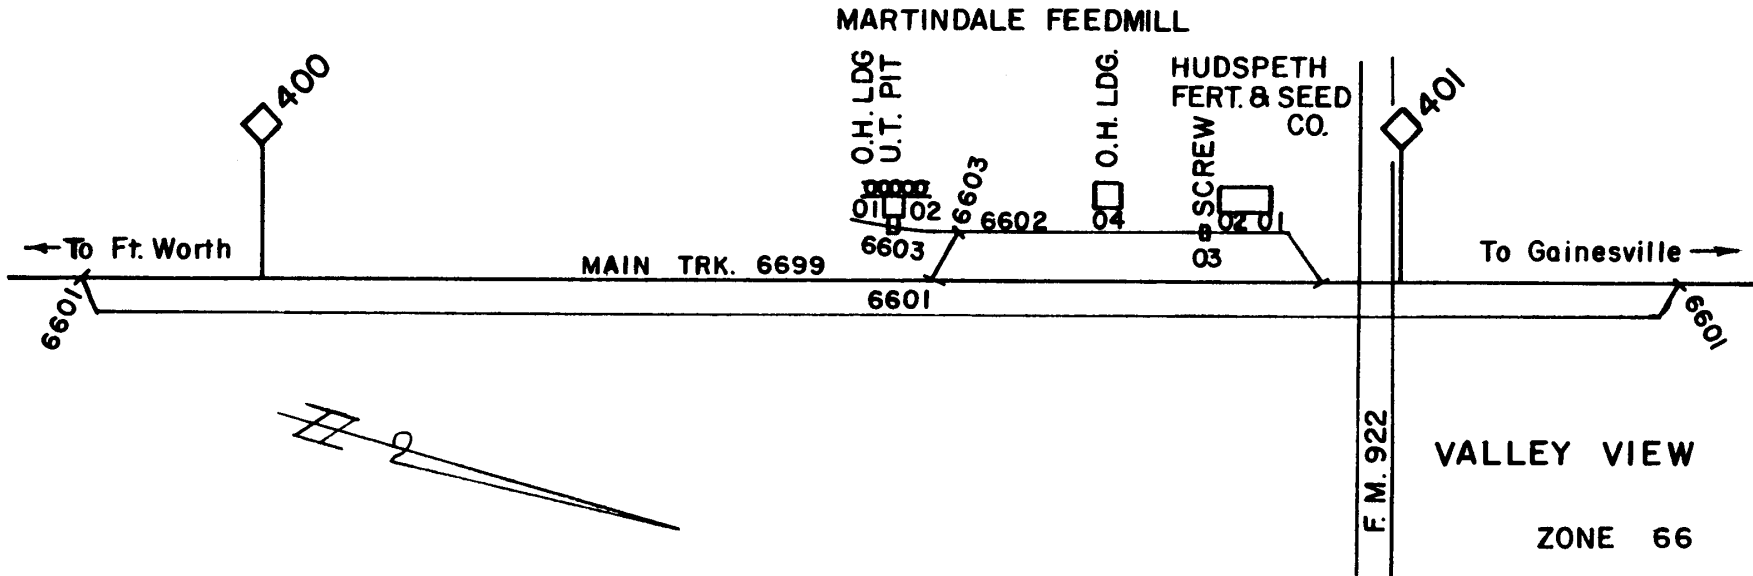 MARTINDALE FEEDMILL
400
O.H. LDG
U.T. PIT
O.H. LDG.
HUDSPETH
FERT. & SEED
CO.
401
SCREW
01
02
6603
6603
6602
04
02 01
03
To Ft. Worth
To Gainesville
MAIN TRK. 6699
6601
6601
6601
F.M. 922
VALLEY VIEW
ZONE 66